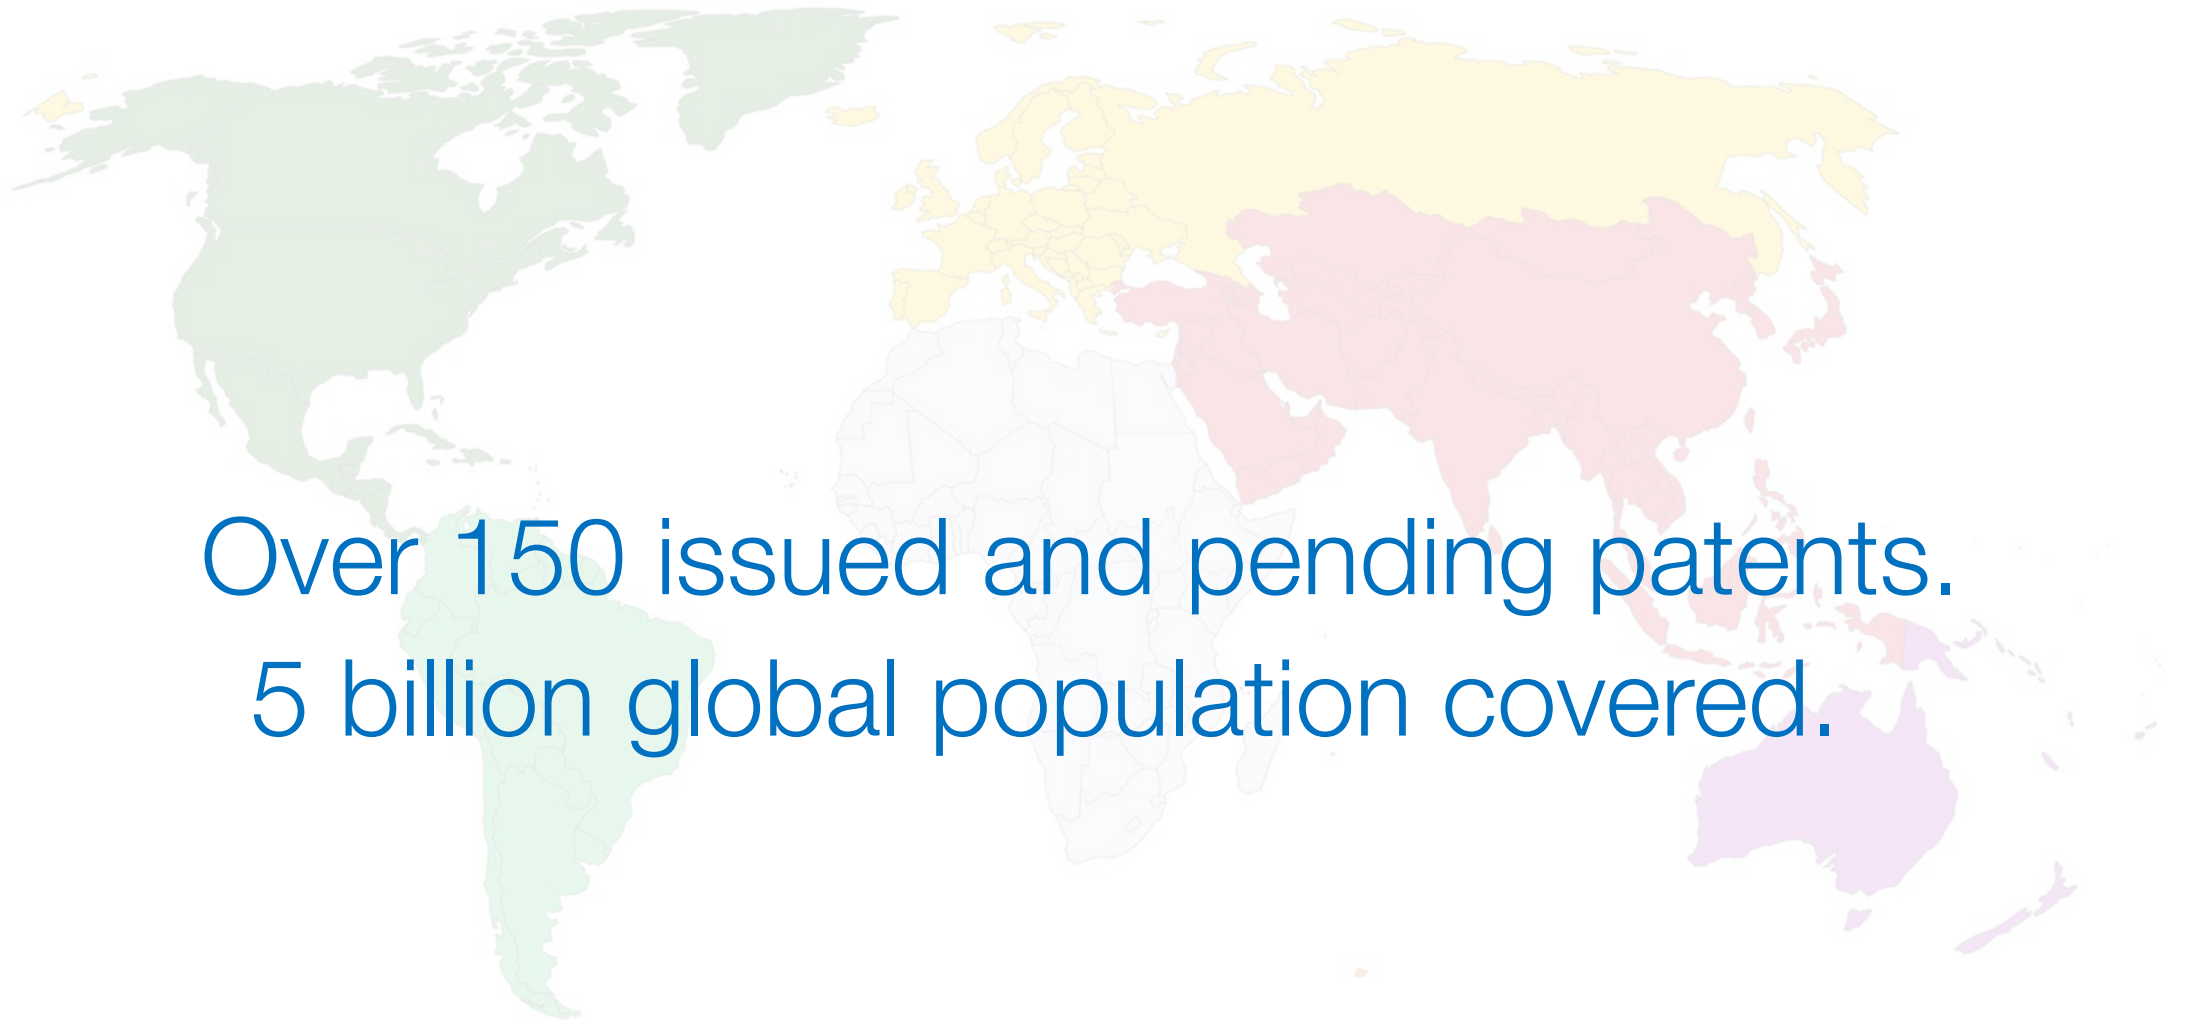 Over 150 issued and pending patents.
5 billion global population covered.